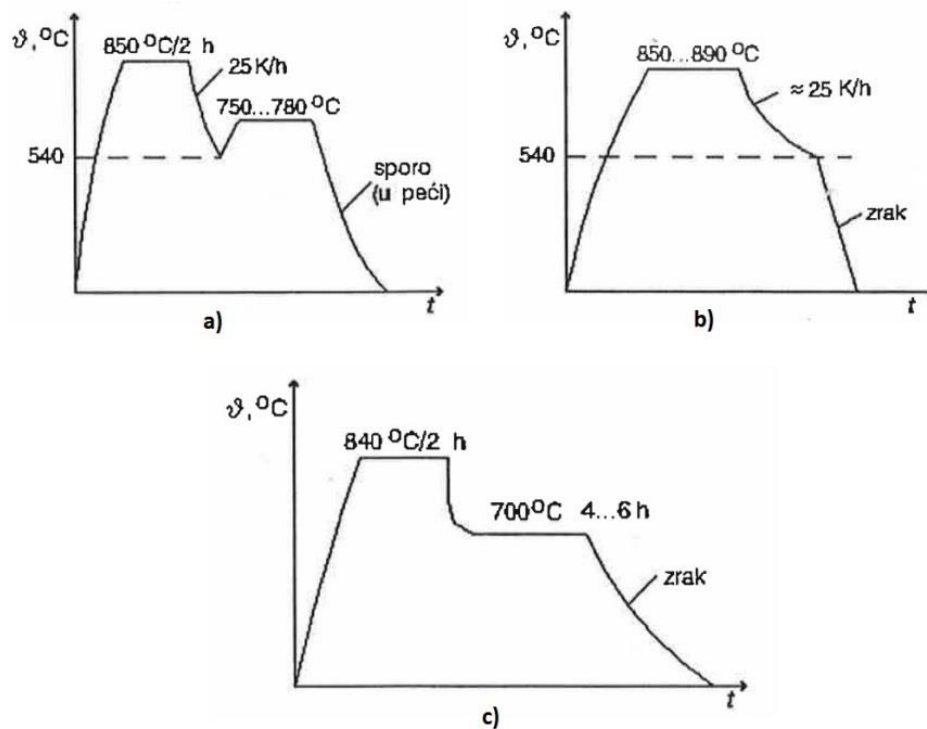 ϑ, °C
850 °C/2 h
25 K/h
750...780 °C
540
sporo
(u peći)
t
a)
ϑ, °C
850...890 °C
≈ 25 K/h
540
zrak
t
b)
ϑ, °C
840 °C/2 h
700 °C 4...6 h
zrak
t
c)